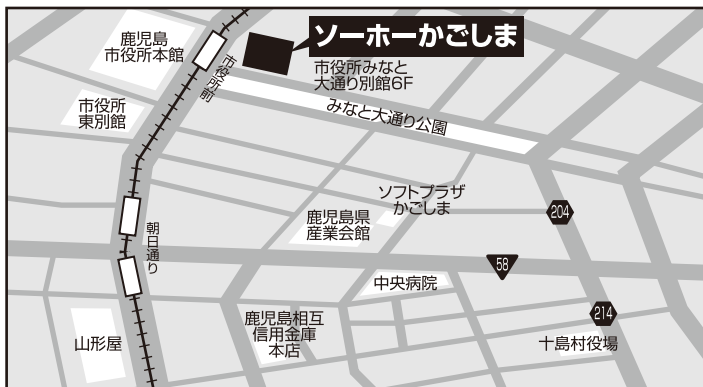 ソーホーかごしま
市役所みなと
大通り別館6F
鹿児島
市役所本館
市役所前
みなと大通り公園
市役所
東別館
ソフトプラザ
かごしま
204
鹿児島県
産業会館
朝日通り
58
中央病院
鹿児島相互
信用金庫
本店
山形屋
214
十島村役場